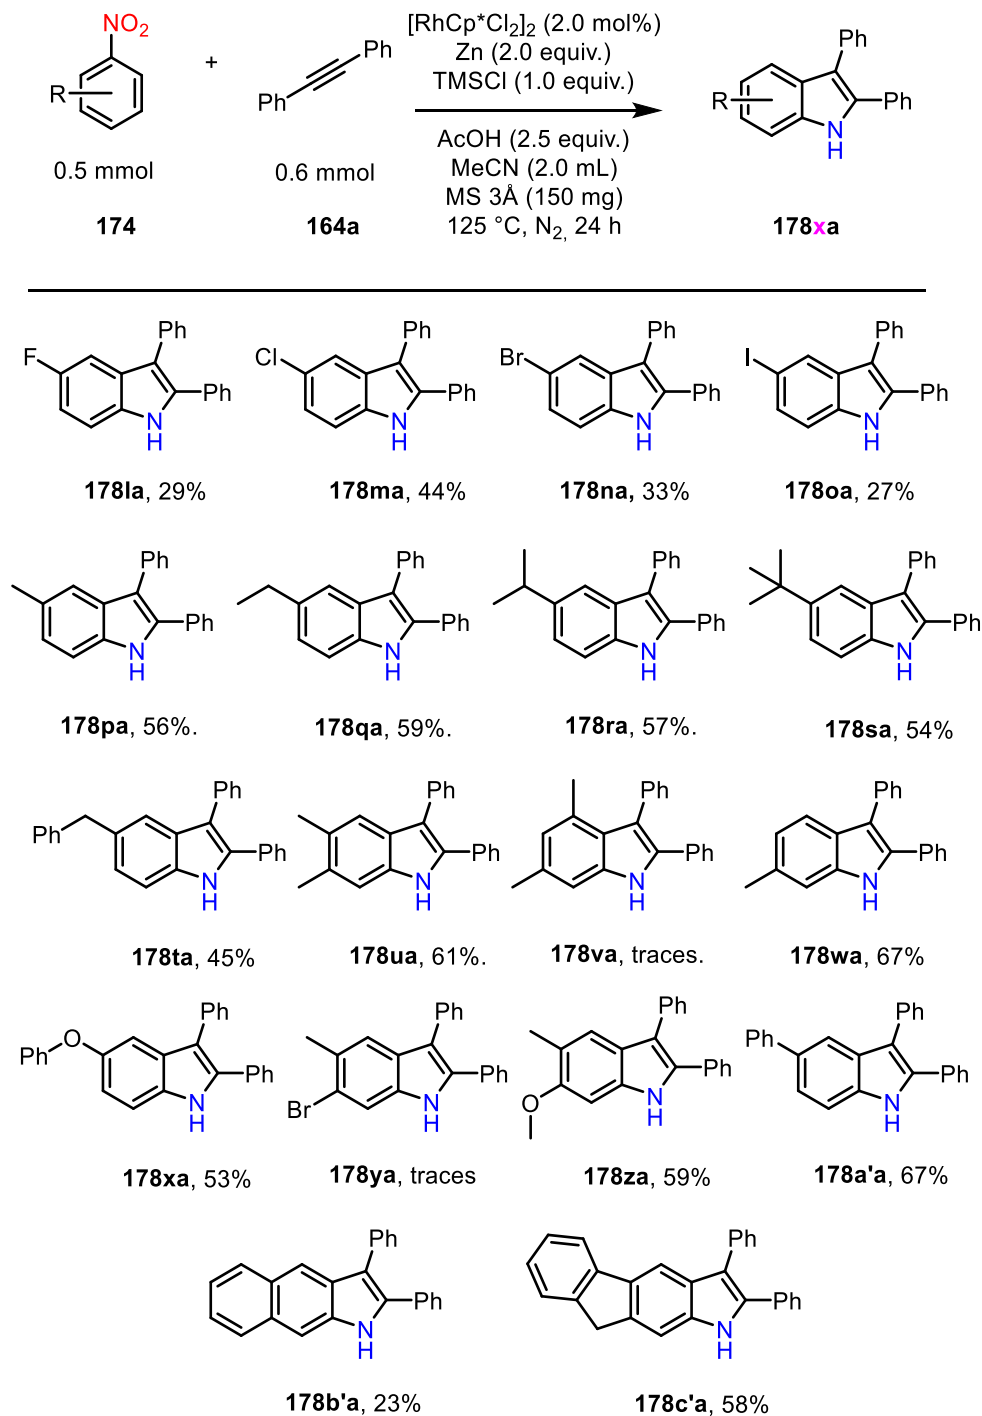 NO2
R
+
Ph
Ph
[RhCp*Cl2]2 (2.0 mol%)
Zn (2.0 equiv.)
TMSCl (1.0 equiv.)
AcOH (2.5 equiv.)
MeCN (2.0 mL)
MS 3Å (150 mg)
125 °C, N2, 24 h
R
Ph
Ph
N
H
0.5 mmol
0.6 mmol
174
164a
178xa
F
Ph
Ph
N
H
Cl
Ph
Ph
N
H
Br
Ph
Ph
N
H
I
Ph
Ph
N
H
178la, 29%
178ma, 44%
178na, 33%
178oa, 27%
Ph
Ph
N
H
Ph
Ph
N
H
Ph
Ph
N
H
Ph
Ph
N
H
178pa, 56%.
178qa, 59%.
178ra, 57%.
178sa, 54%
Ph
Ph
Ph
N
H
Ph
Ph
N
H
Ph
Ph
N
H
Ph
Ph
N
H
178ta, 45%
178ua, 61%.
178va, traces.
178wa, 67%
Ph
O
Ph
Ph
N
H
Br
Ph
Ph
N
H
O
Ph
Ph
N
H
Ph
Ph
Ph
N
H
178xa, 53%
178ya, traces
178za, 59%
178a'a, 67%
Ph
Ph
N
H
Ph
Ph
N
H
178b'a, 23%
178c'a, 58%